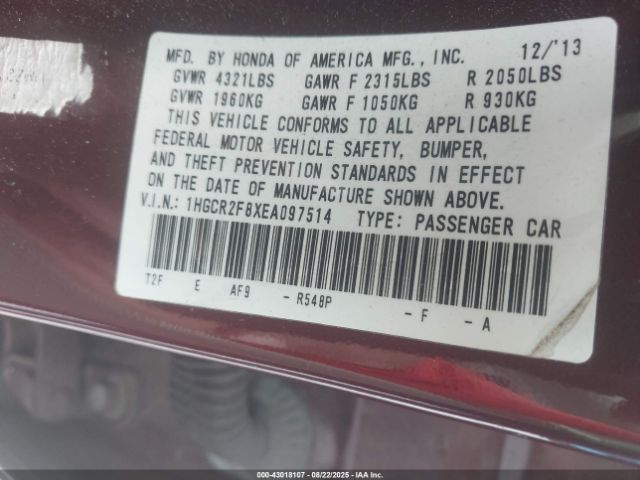 MFD. BY HONDA OF AMERICA MFG., INC. 12/'13
GVWR 4321LBS GAWR F 2315LBS R 2050LBS
GVWR 1960KG GAWR F 1050KG R 930KG
THIS VEHICLE CONFORMS TO ALL APPLICABLE
FEDERAL MOTOR VEHICLE SAFETY, BUMPER,
AND THEFT PREVENTION STANDARDS IN EFFECT
ON THE DATE OF MANUFACTURE SHOWN ABOVE.
V.I.N.: 1HGCR2F8XEA097514 TYPE: PASSENGER CAR
T2F E AF9 - R548P - F - A
000-43018107 - 08/22/2025 - IAA Inc.